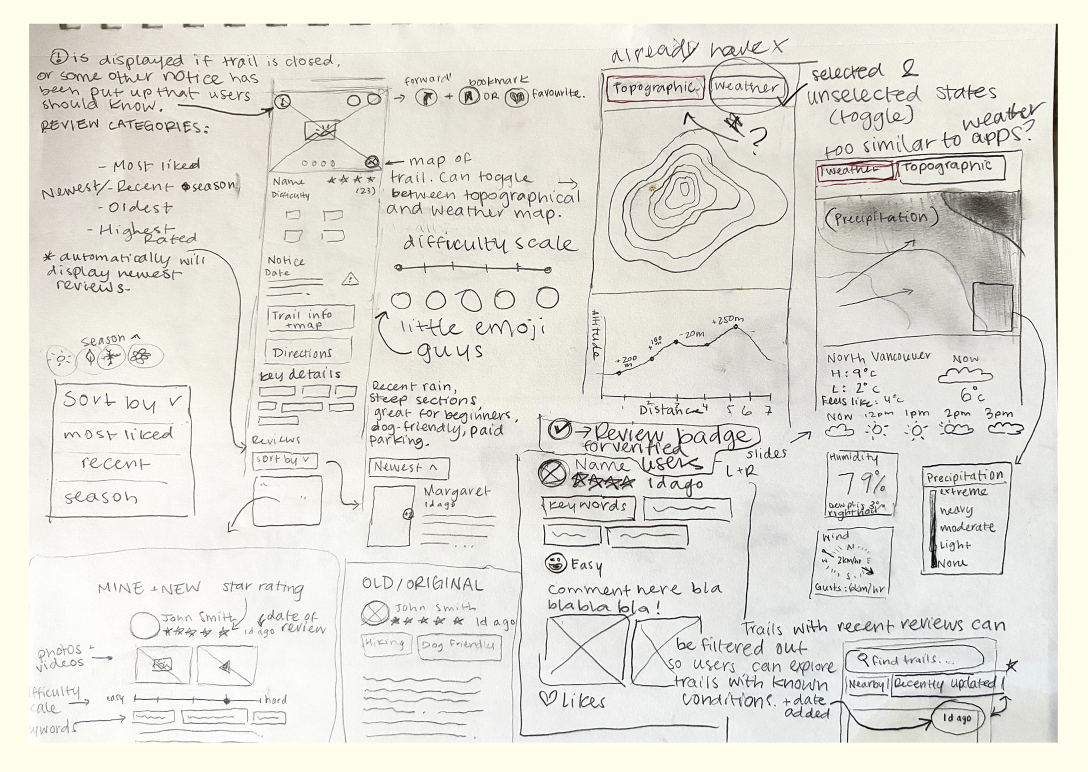 ! is displayed if trail is closed,
or some other notice has
been put up that users
should know.
REVIEW CATEGORIES:
- Most liked
Newest/- Recent season
- Oldest
- Highest
Rated
* automatically will
display newest
reviews.
season ^
Sort by v
most liked
recent
season
forward bookmark
+ OR favourite.
Name
(23)
Difficulty
Notice
Date
Trail info
+map
Directions
key details
Reviews
sort by v
map of
trail. Can toggle
between topographical
and weather map.
difficulty scale
little emoji
guys
Recent rain,
steep sections,
great for beginners,
dog-friendly, paid
parking.
Newest ^
Margaret
1d ago
already have x
Topographic
Weather
?
selected &
unselected states
(toggle)
weather
too similar to apps?
Altitude
+200
m
+150
m
-20m
+250m
Distance
1 4 5 6 7
Weather
Topographic
(Precipitation)
North Vancouver
H: 9°c
L: 2°c
Feels like: 4°c
Now
6°c
Now 12pm 1pm 2pm 3pm
Humidity
79%
right now
Wind
N
E
S
2km/hr
Gusts: 6km/hr
Precipitation
extreme
heavy
moderate
light
None
Review badge
for verified
users
slides
L+R
Name
1d ago
keywords
Easy
Comment here bla
blabla bla!
Likes
MINE + NEW
star rating
John Smith
1d ago
date of
review
photos +
videos
easy
hard
OLD/ORIGINAL
John Smith
1d ago
Hiking
Dog Friendly
Trails with recent reviews can
be filtered out
so users can explore
trails with known
conditions.
+date
added
find trails...
Nearby
Recently updated
1d ago